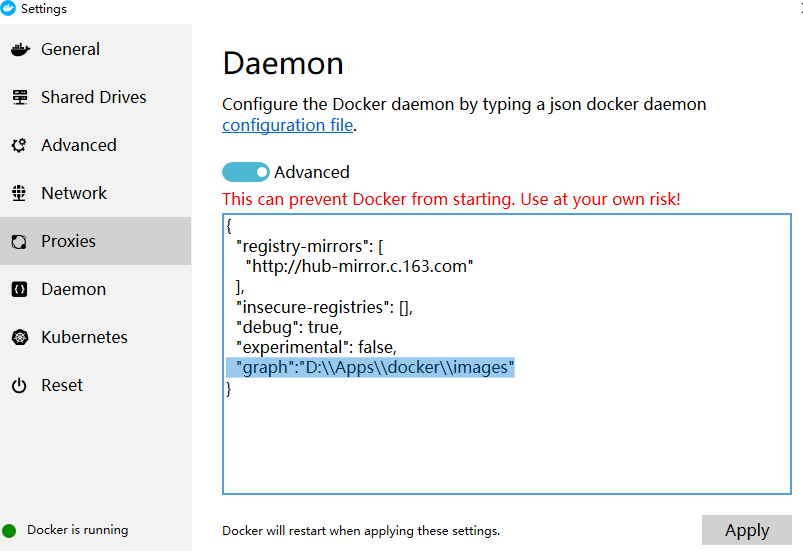 Settings
General
Shared Drives
Advanced
Network
Proxies
Daemon
Kubernetes
Reset
Docker is running
Daemon
Configure the Docker daemon by typing a json docker daemon
configuration file.
Advanced
This can prevent Docker from starting. Use at your own risk!
{
"registry-mirrors": [
"http://hub-mirror.c.163.com"
],
"insecure-registries": [],
"debug": true,
"experimental": false,
"graph":"D:\\Apps\\docker\\images"
}
Docker will restart when applying these settings.
Apply